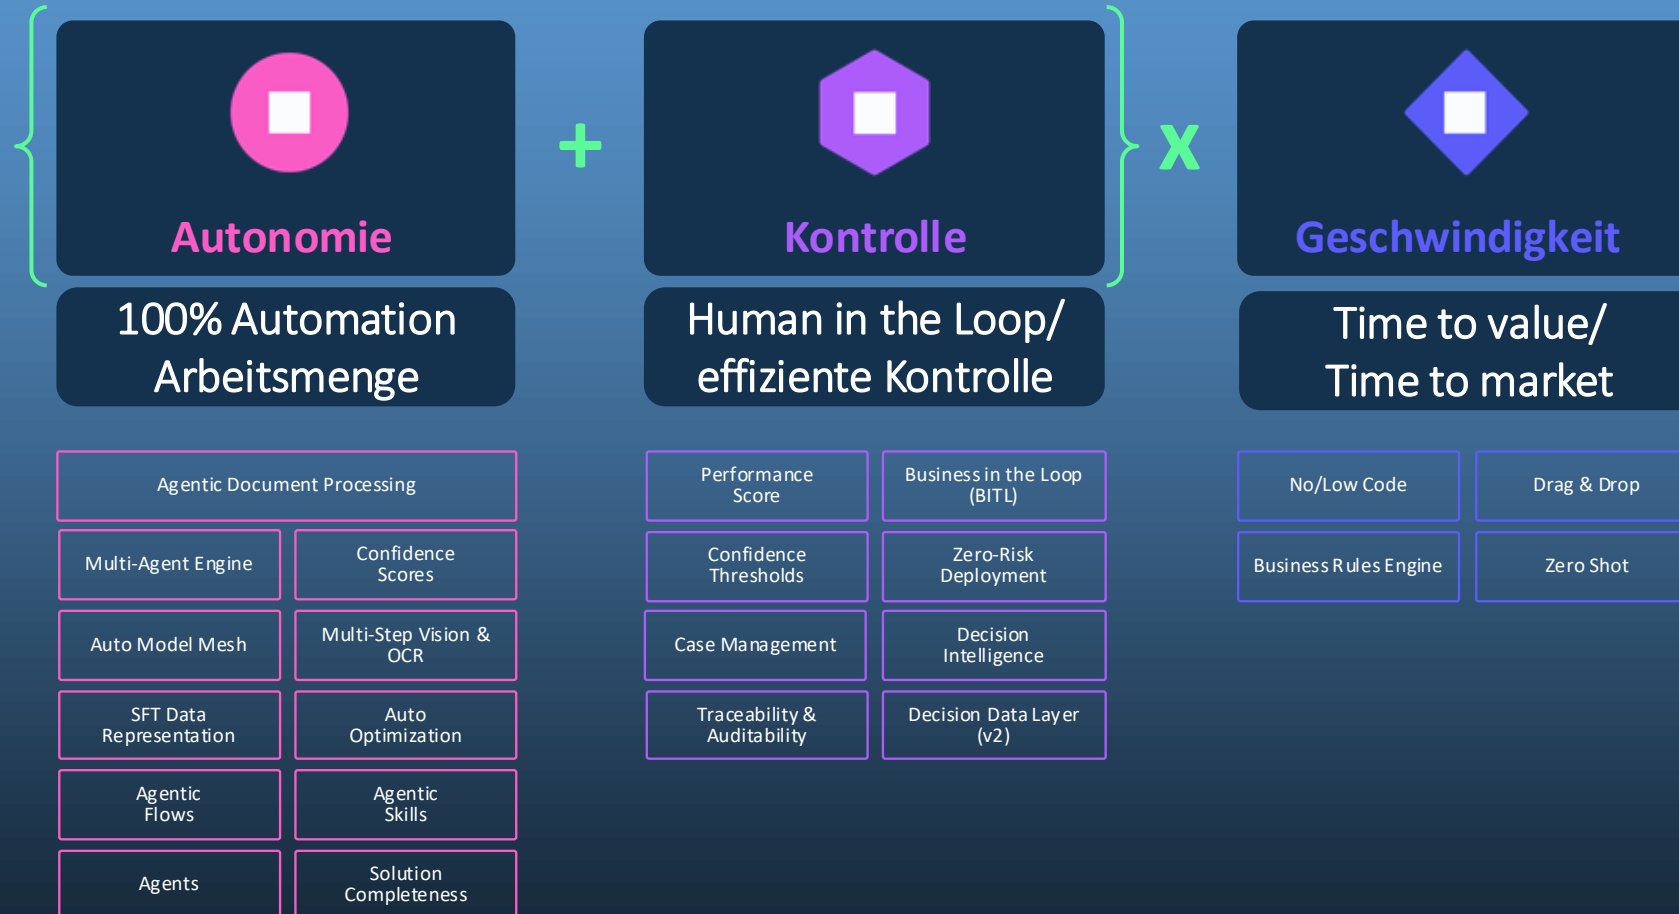 {
Autonomie
+
Kontrolle
}
x
Geschwindigkeit
100% Automation
Arbeitsmenge
Human in the Loop/
effiziente Kontrolle
Time to value/
Time to market
Agentic Document Processing
Multi-Agent Engine
Confidence
Scores
Auto Model Mesh
Multi-Step Vision &
OCR
SFT Data
Representation
Auto
Optimization
Agentic
Flows
Agentic
Skills
Agents
Solution
Completeness
Performance
Score
Business in the Loop
(BITL)
Confidence
Thresholds
Zero-Risk
Deployment
Case Management
Decision
Intelligence
Traceability &
Auditability
Decision Data Layer
(v2)
No/Low Code
Drag & Drop
Business Rules Engine
Zero Shot